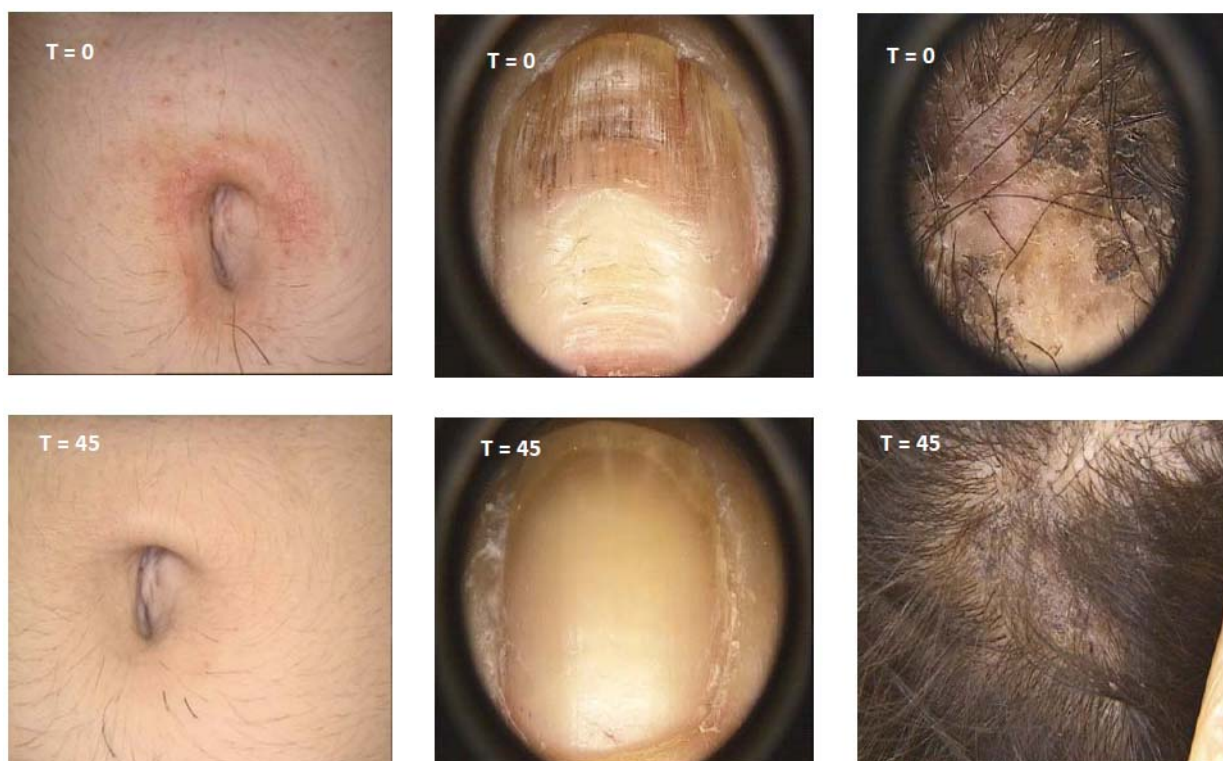 T = 0
T = 0
T = 0
T = 45
T = 45
T = 45